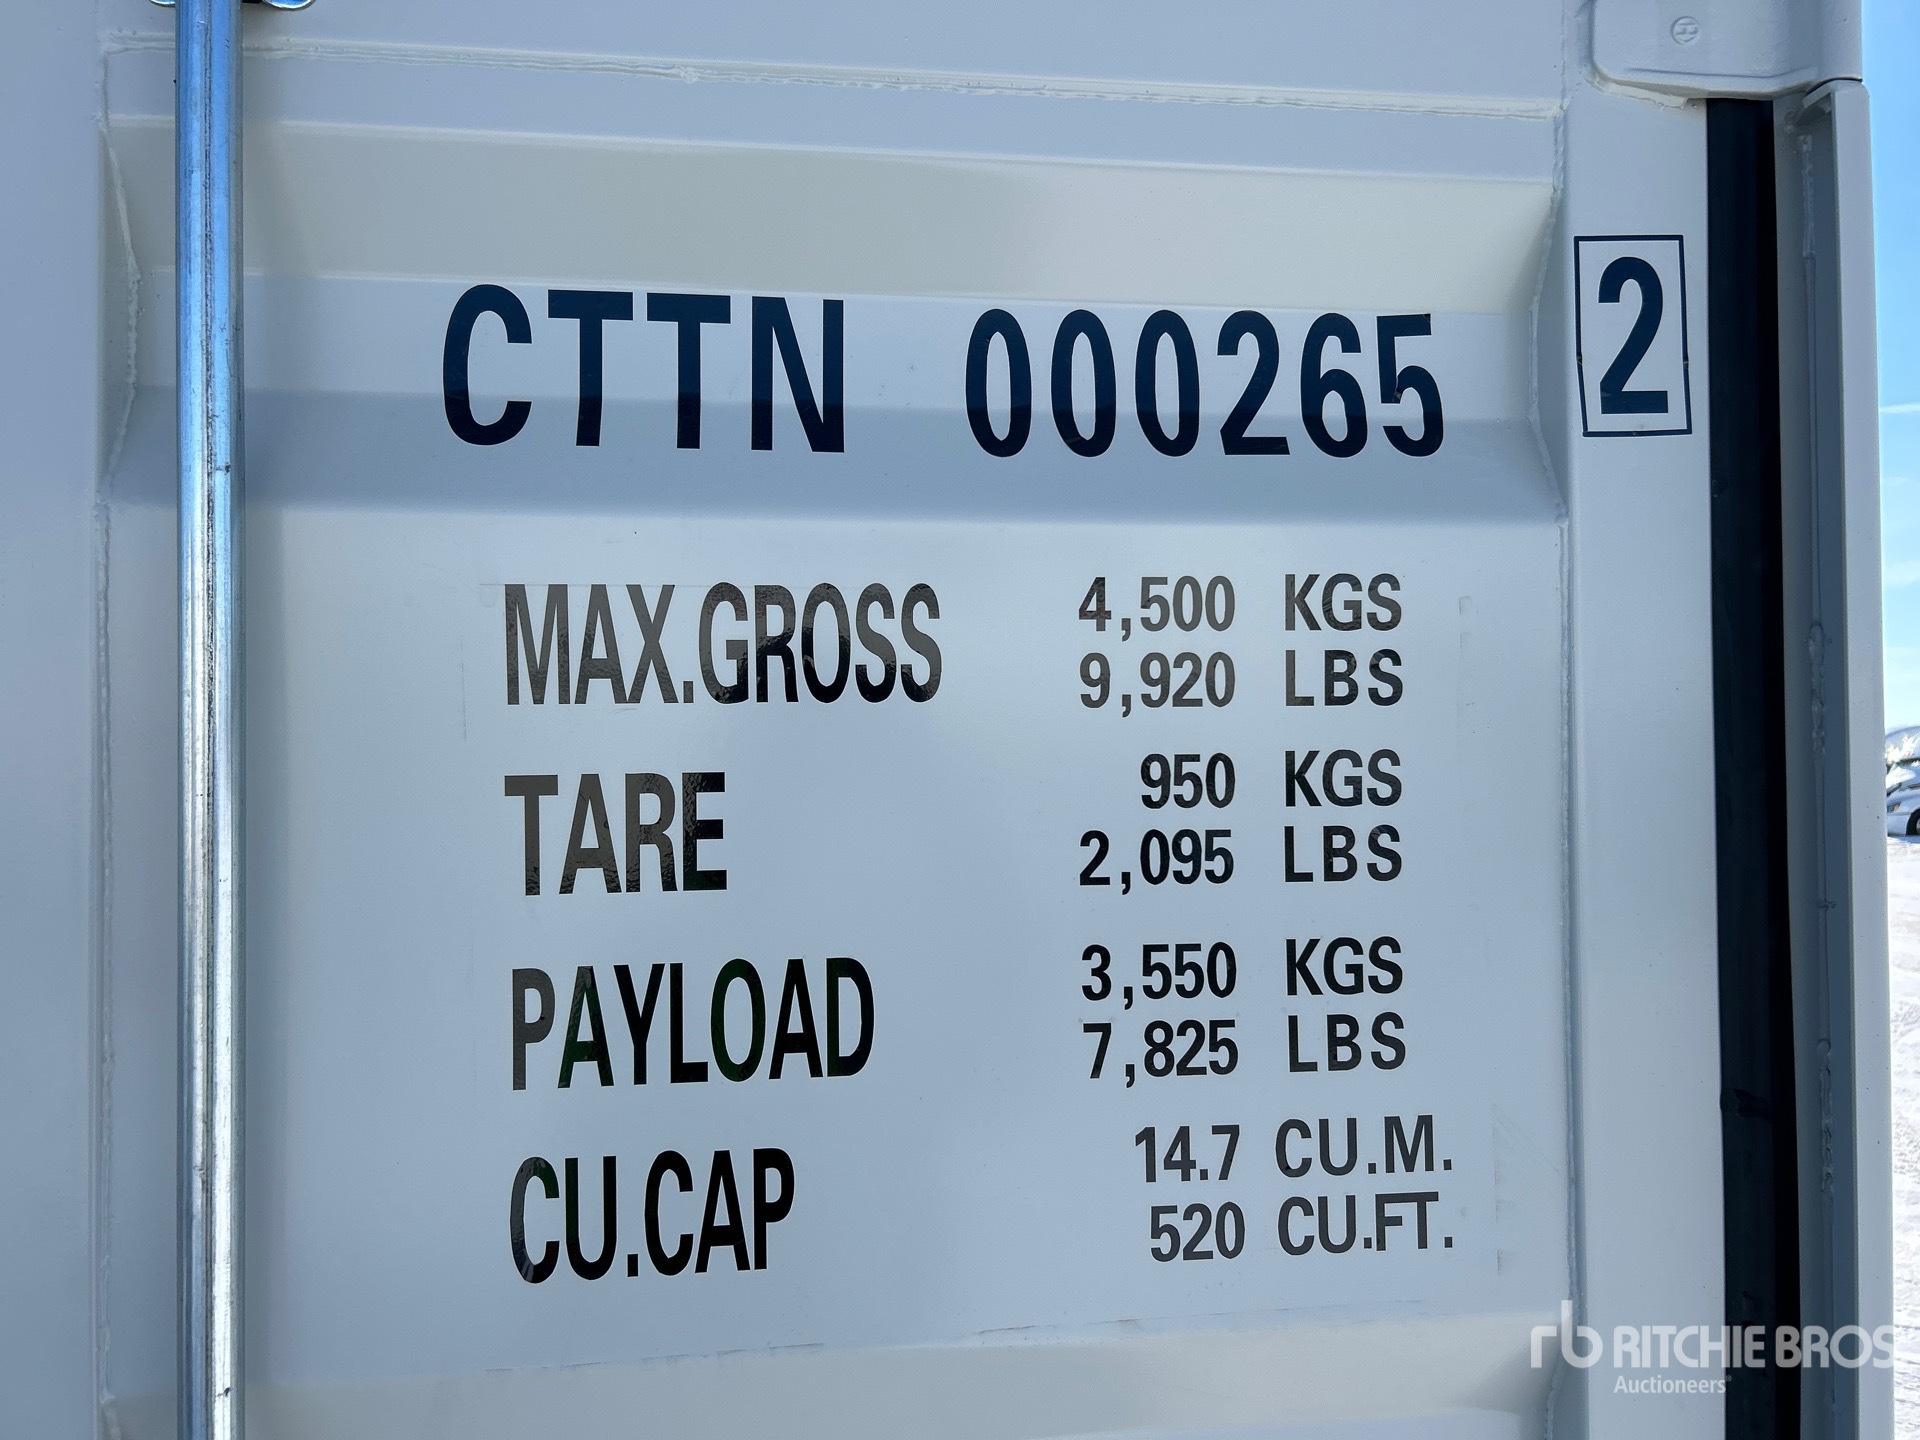 CTTN 000265 2
MAX.GROSS 4,500 KGS
9,920 LBS
TARE 950 KGS
2,095 LBS
PAYLOAD 3,550 KGS
7,825 LBS
CU.CAP 14.7 CU.M.
520 CU.FT.
rb RITCHIE BROS
Auctioneers